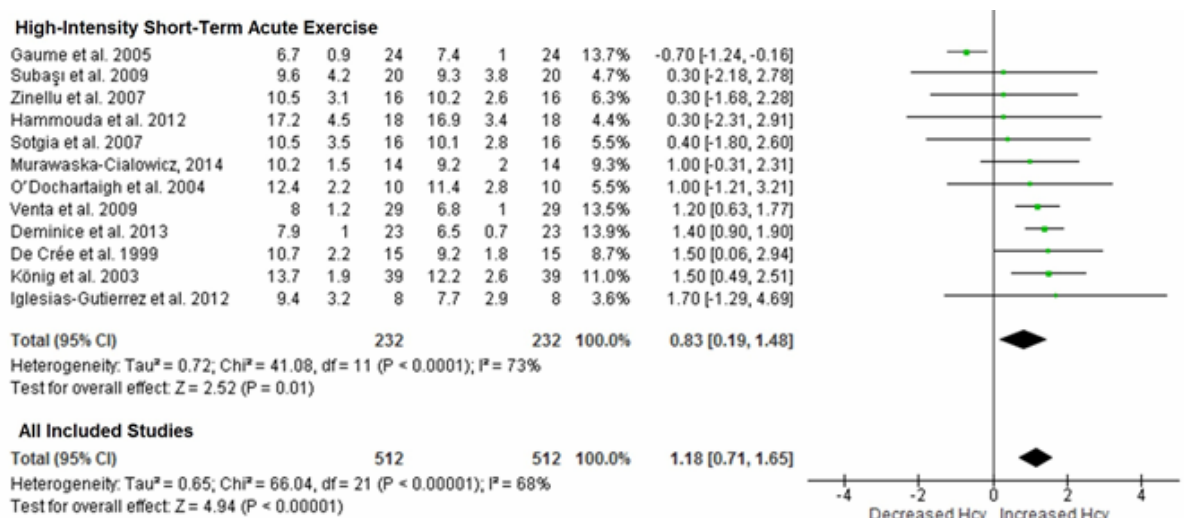 High-Intensity Short-Term Acute Exercise
Gaume et al. 2005 6.7 0.9 24 7.4 1 24 13.7% -0.70 [-1.24, -0.16]
Subaşı et al. 2009 9.6 4.2 20 9.3 3.8 20 4.7% 0.30 [-2.18, 2.78]
Zinellu et al. 2007 10.5 3.1 16 10.2 2.6 16 6.3% 0.30 [-1.68, 2.28]
Hammouda et al. 2012 17.2 4.5 18 16.9 3.4 18 4.4% 0.30 [-2.31, 2.91]
Sotgia et al. 2007 10.5 3.5 16 10.1 2.8 16 5.5% 0.40 [-1.80, 2.60]
Murawaska-Cialowicz, 2014 10.2 1.5 14 9.2 2 14 9.3% 1.00 [-0.31, 2.31]
O'Dochartaigh et al. 2004 12.4 2.2 10 11.4 2.8 10 5.5% 1.00 [-1.21, 3.21]
Venta et al. 2009 8 1.2 29 6.8 1 29 13.5% 1.20 [0.63, 1.77]
Deminice et al. 2013 7.9 1 23 6.5 0.7 23 13.9% 1.40 [0.90, 1.90]
De Crée et al. 1999 10.7 2.2 15 9.2 1.8 15 8.7% 1.50 [0.06, 2.94]
König et al. 2003 13.7 1.9 39 12.2 2.6 39 11.0% 1.50 [0.49, 2.51]
Iglesias-Gutierrez et al. 2012 9.4 3.2 8 7.7 2.9 8 3.6% 1.70 [-1.29, 4.69]
Total (95% CI) 232 232 100.0% 0.83 [0.19, 1.48]
Heterogeneity: Tau² = 0.72; Chi² = 41.08, df = 11 (P < 0.0001); I² = 73%
Test for overall effect: Z = 2.52 (P = 0.01)
All Included Studies
Total (95% CI) 512 512 100.0% 1.18 [0.71, 1.65]
Heterogeneity: Tau² = 0.65; Chi² = 66.04, df = 21 (P < 0.00001); I² = 68%
Test for overall effect: Z = 4.94 (P < 0.00001)
-4 -2 0 2 4
Decreased Hcy Increased Hcy